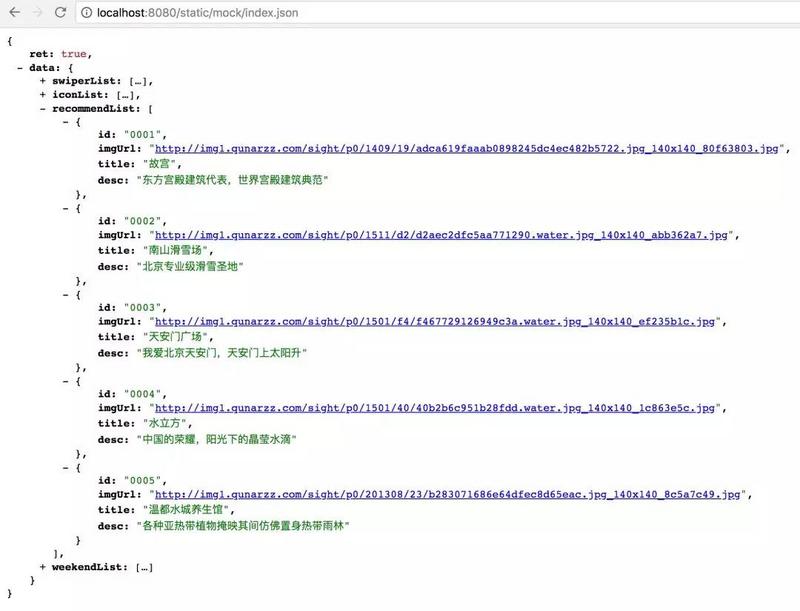 localhost:8080/static/mock/index.json
{
ret: true,
- data: {
+ swiperList: […],
+ iconList: […],
- recommendList: [
- {
id: "0001",
imgUrl: "http://img1.qunarzz.com/sight/p0/1409/19/adca619faaab0898245dc4ec482b5722.jpg_140x140_80f63803.jpg",
title: "故宫",
desc: "东方宫殿建筑代表，世界宫殿建筑典范"
},
- {
id: "0002",
imgUrl: "http://img1.qunarzz.com/sight/p0/1511/d2/d2aec2dfc5aa771290.water.jpg_140x140_abb362a7.jpg",
title: "南山滑雪场",
desc: "北京专业级滑雪圣地"
},
- {
id: "0003",
imgUrl: "http://img1.qunarzz.com/sight/p0/1501/f4/f467729126949c3a.water.jpg_140x140_ef235b1c.jpg",
title: "天安门广场",
desc: "我爱北京天安门，天安门上太阳升"
},
- {
id: "0004",
imgUrl: "http://img1.qunarzz.com/sight/p0/1501/40/40b2b6c951b28fdd.water.jpg_140x140_1c863e5c.jpg",
title: "水立方",
desc: "中国的荣耀，阳光下的晶莹水滴"
},
- {
id: "0005",
imgUrl: "http://img1.qunarzz.com/sight/p0/201308/23/b283071686e64dfec8d65eac.jpg_140x140_8c5a7c49.jpg",
title: "温都水城养生馆",
desc: "各种亚热带植物掩映其间仿佛置身热带雨林"
}
],
+ weekendList: […]
}
}